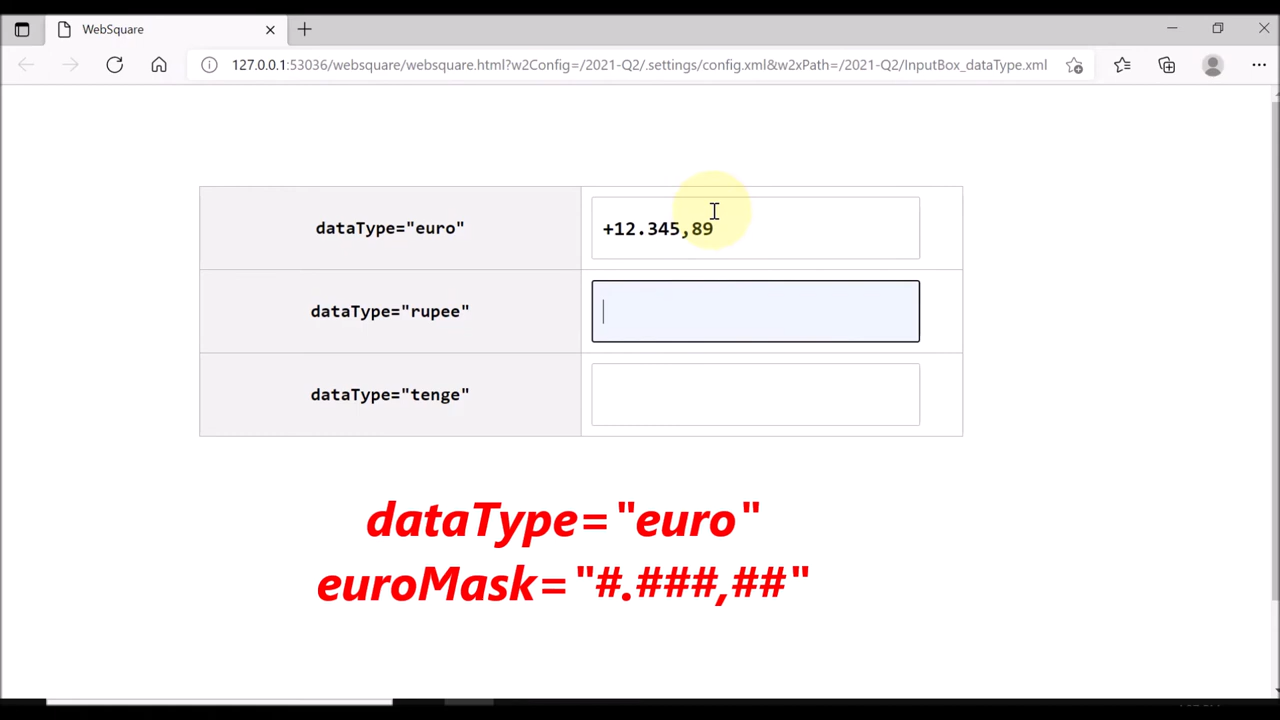 WebSquare
127.0.0.1:53036/websquare/websquare.html?w2Config=/2021-Q2/.settings/config.xml&w2xPath=/2021-Q2/InputBox_dataType.xml
dataType="euro"
+12.345,89
dataType="rupee"
dataType="tenge"
dataType="euro"
euroMask="#.###,##"